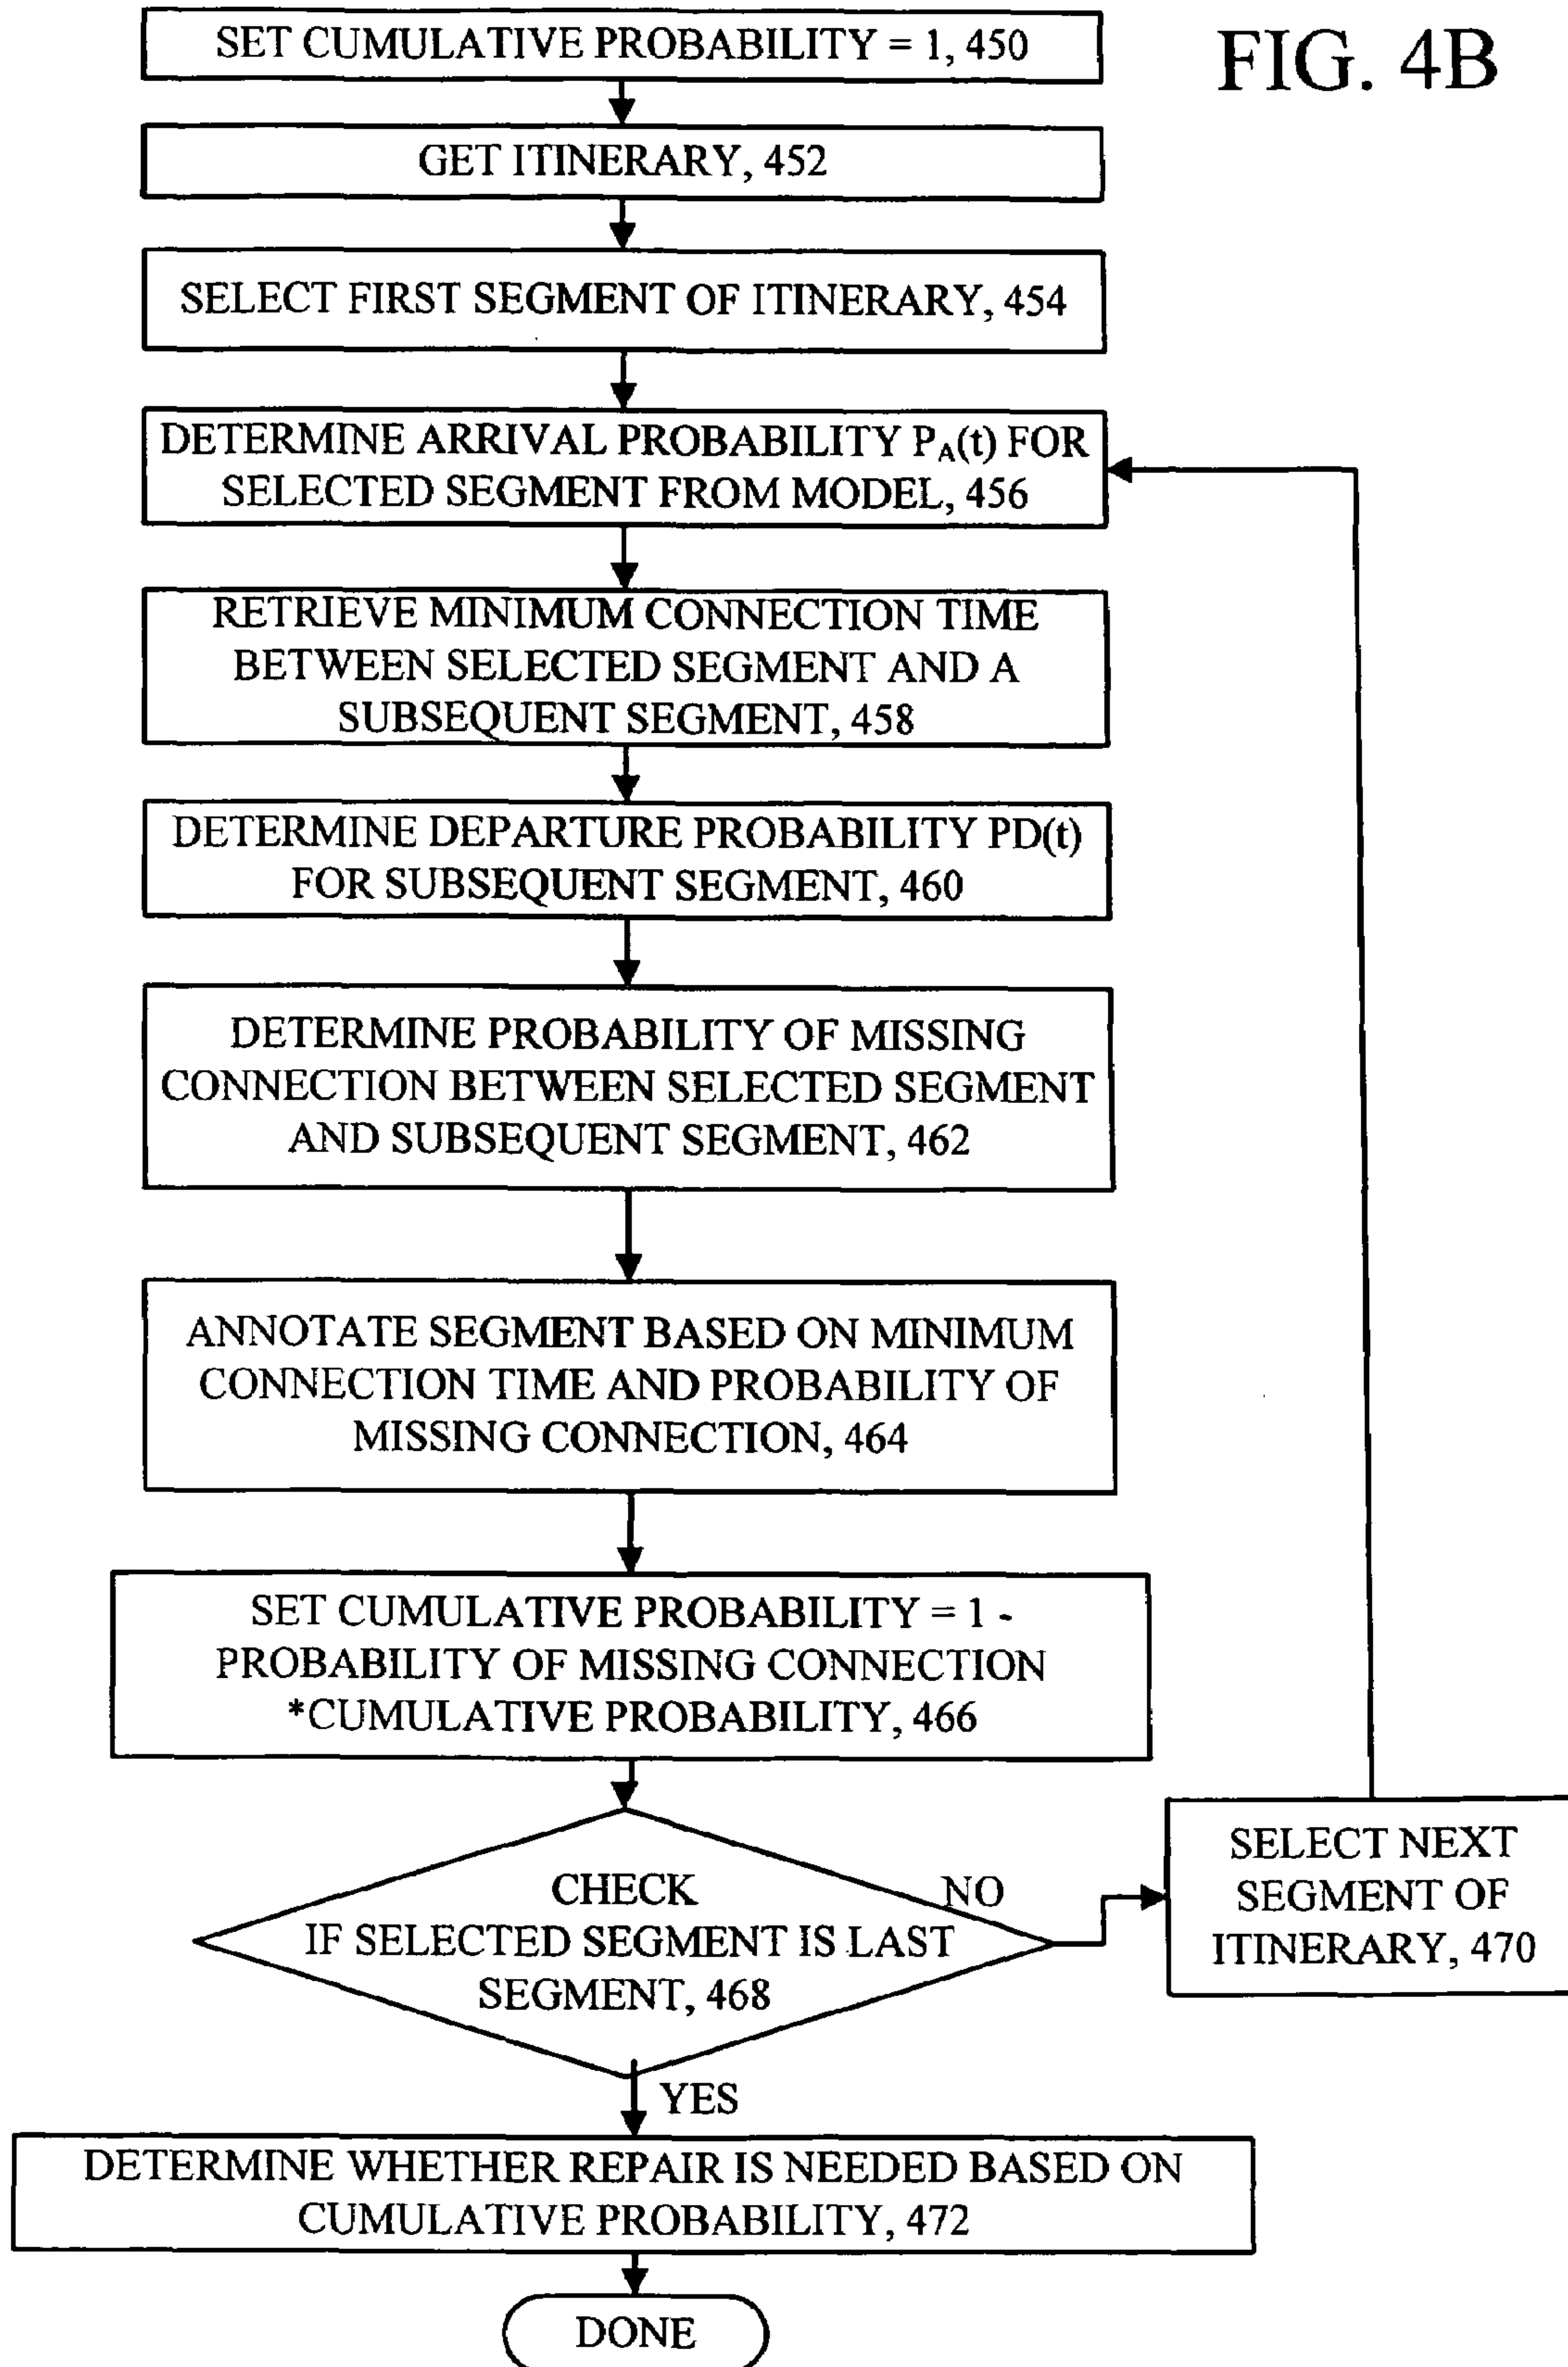 FIG. 4B
SET CUMULATIVE PROBABILITY = 1, 450
GET ITINERARY, 452
SELECT FIRST SEGMENT OF ITINERARY, 454
DETERMINE ARRIVAL PROBABILITY PA(t) FOR
SELECTED SEGMENT FROM MODEL, 456
RETRIEVE MINIMUM CONNECTION TIME
BETWEEN SELECTED SEGMENT AND A
SUBSEQUENT SEGMENT, 458
DETERMINE DEPARTURE PROBABILITY PD(t)
FOR SUBSEQUENT SEGMENT, 460
DETERMINE PROBABILITY OF MISSING
CONNECTION BETWEEN SELECTED SEGMENT
AND SUBSEQUENT SEGMENT, 462
ANNOTATE SEGMENT BASED ON MINIMUM
CONNECTION TIME AND PROBABILITY OF
MISSING CONNECTION, 464
SET CUMULATIVE PROBABILITY = 1 -
PROBABILITY OF MISSING CONNECTION
*CUMULATIVE PROBABILITY, 466
CHECK
IF SELECTED SEGMENT IS LAST
SEGMENT, 468
NO
SELECT NEXT
SEGMENT OF
ITINERARY, 470
YES
DETERMINE WHETHER REPAIR IS NEEDED BASED ON
CUMULATIVE PROBABILITY, 472
DONE